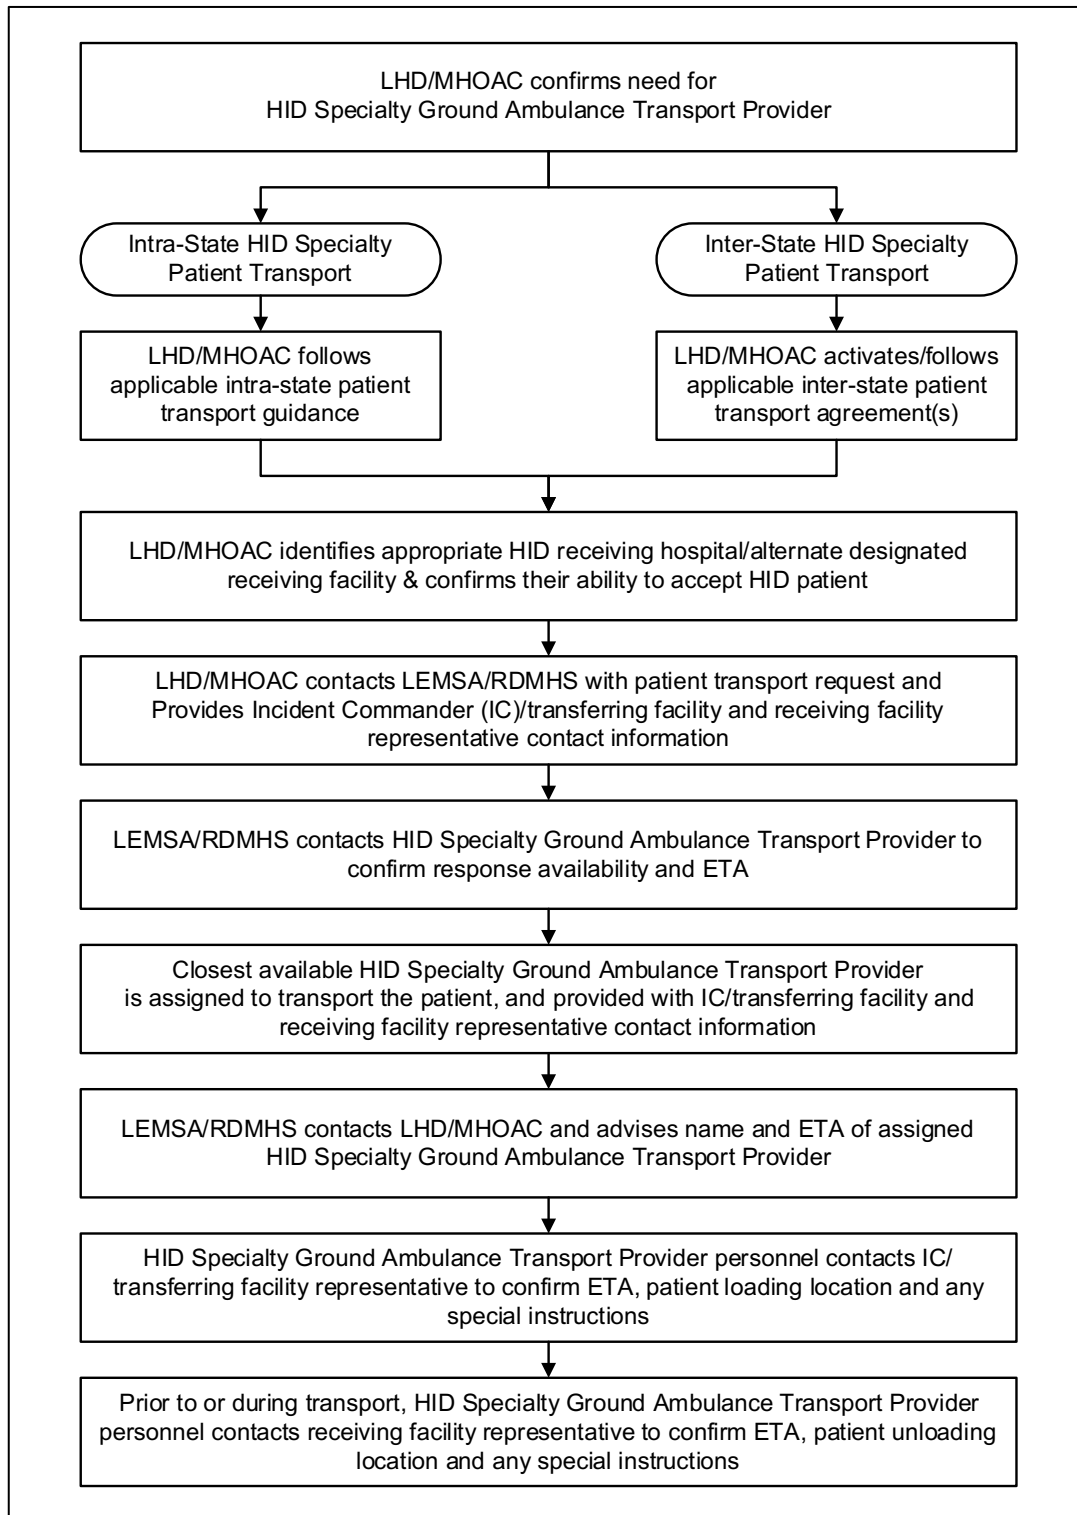 LHD/MHOAC confirms need for
HID Specialty Ground Ambulance Transport Provider
Intra-State HID Specialty
Patient Transport
Inter-State HID Specialty
Patient Transport
LHD/MHOAC follows
applicable intra-state patient
transport guidance
LHD/MHOAC activates/follows
applicable inter-state patient
transport agreement(s)
LHD/MHOAC identifies appropriate HID receiving hospital/alternate designated
receiving facility & confirms their ability to accept HID patient
LHD/MHOAC contacts LEMSA/RDMHS with patient transport request and
Provides Incident Commander (IC)/transferring facility and receiving facility
representative contact information
LEMSA/RDMHS contacts HID Specialty Ground Ambulance Transport Provider to
confirm response availability and ETA
Closest available HID Specialty Ground Ambulance Transport Provider
is assigned to transport the patient, and provided with IC/transferring facility and
receiving facility representative contact information
LEMSA/RDMHS contacts LHD/MHOAC and advises name and ETA of assigned
HID Specialty Ground Ambulance Transport Provider
HID Specialty Ground Ambulance Transport Provider personnel contacts IC/
transferring facility representative to confirm ETA, patient loading location and any
special instructions
Prior to or during transport, HID Specialty Ground Ambulance Transport Provider
personnel contacts receiving facility representative to confirm ETA, patient unloading
location and any special instructions